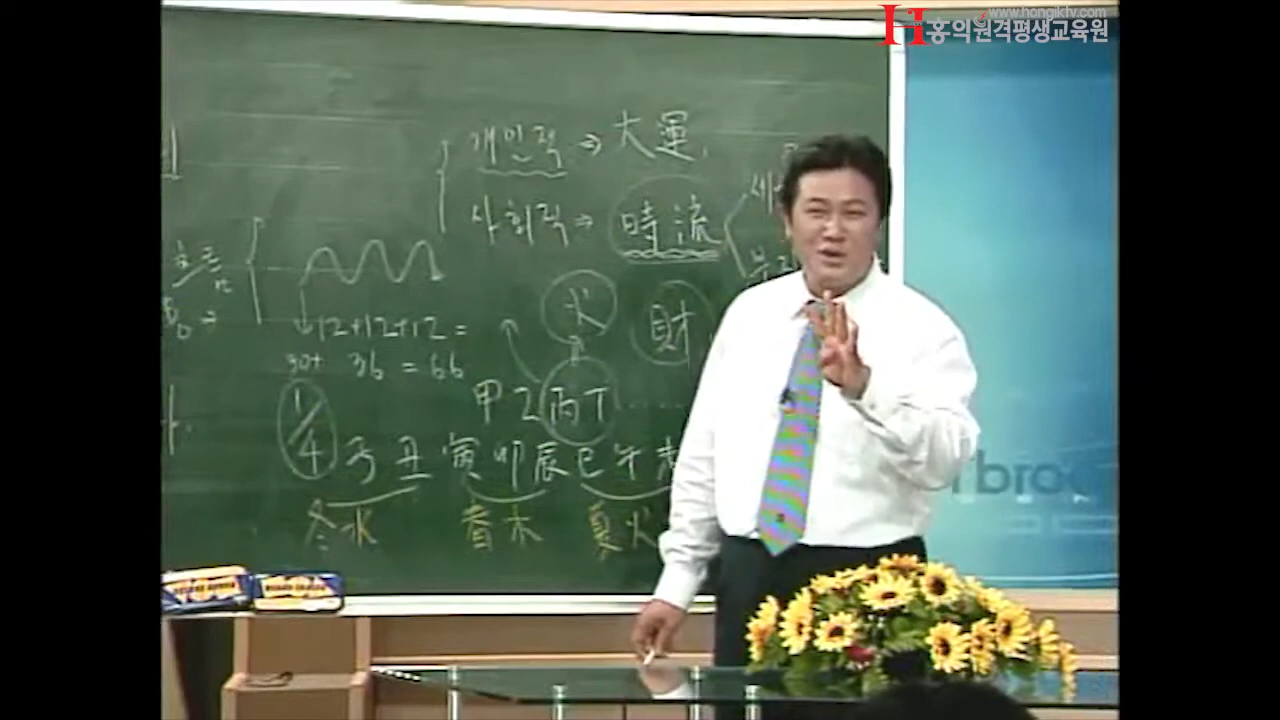 www.hongiktv.com
H 홍익원격평생교육원
개인적 ⇒ 大運
사회적 ⇒ 時流
12+12+12 =
30+ 36 = 66
火
財
甲乙丙丁
1/4 子丑 寅卯辰 巳午未
冬水 春木 夏火
Tbro